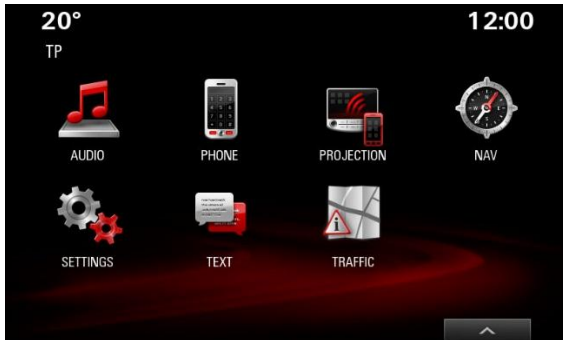 20° 12:00
TP
AUDIO PHONE PROJECTION NAV
SETTINGS TEXT TRAFFIC